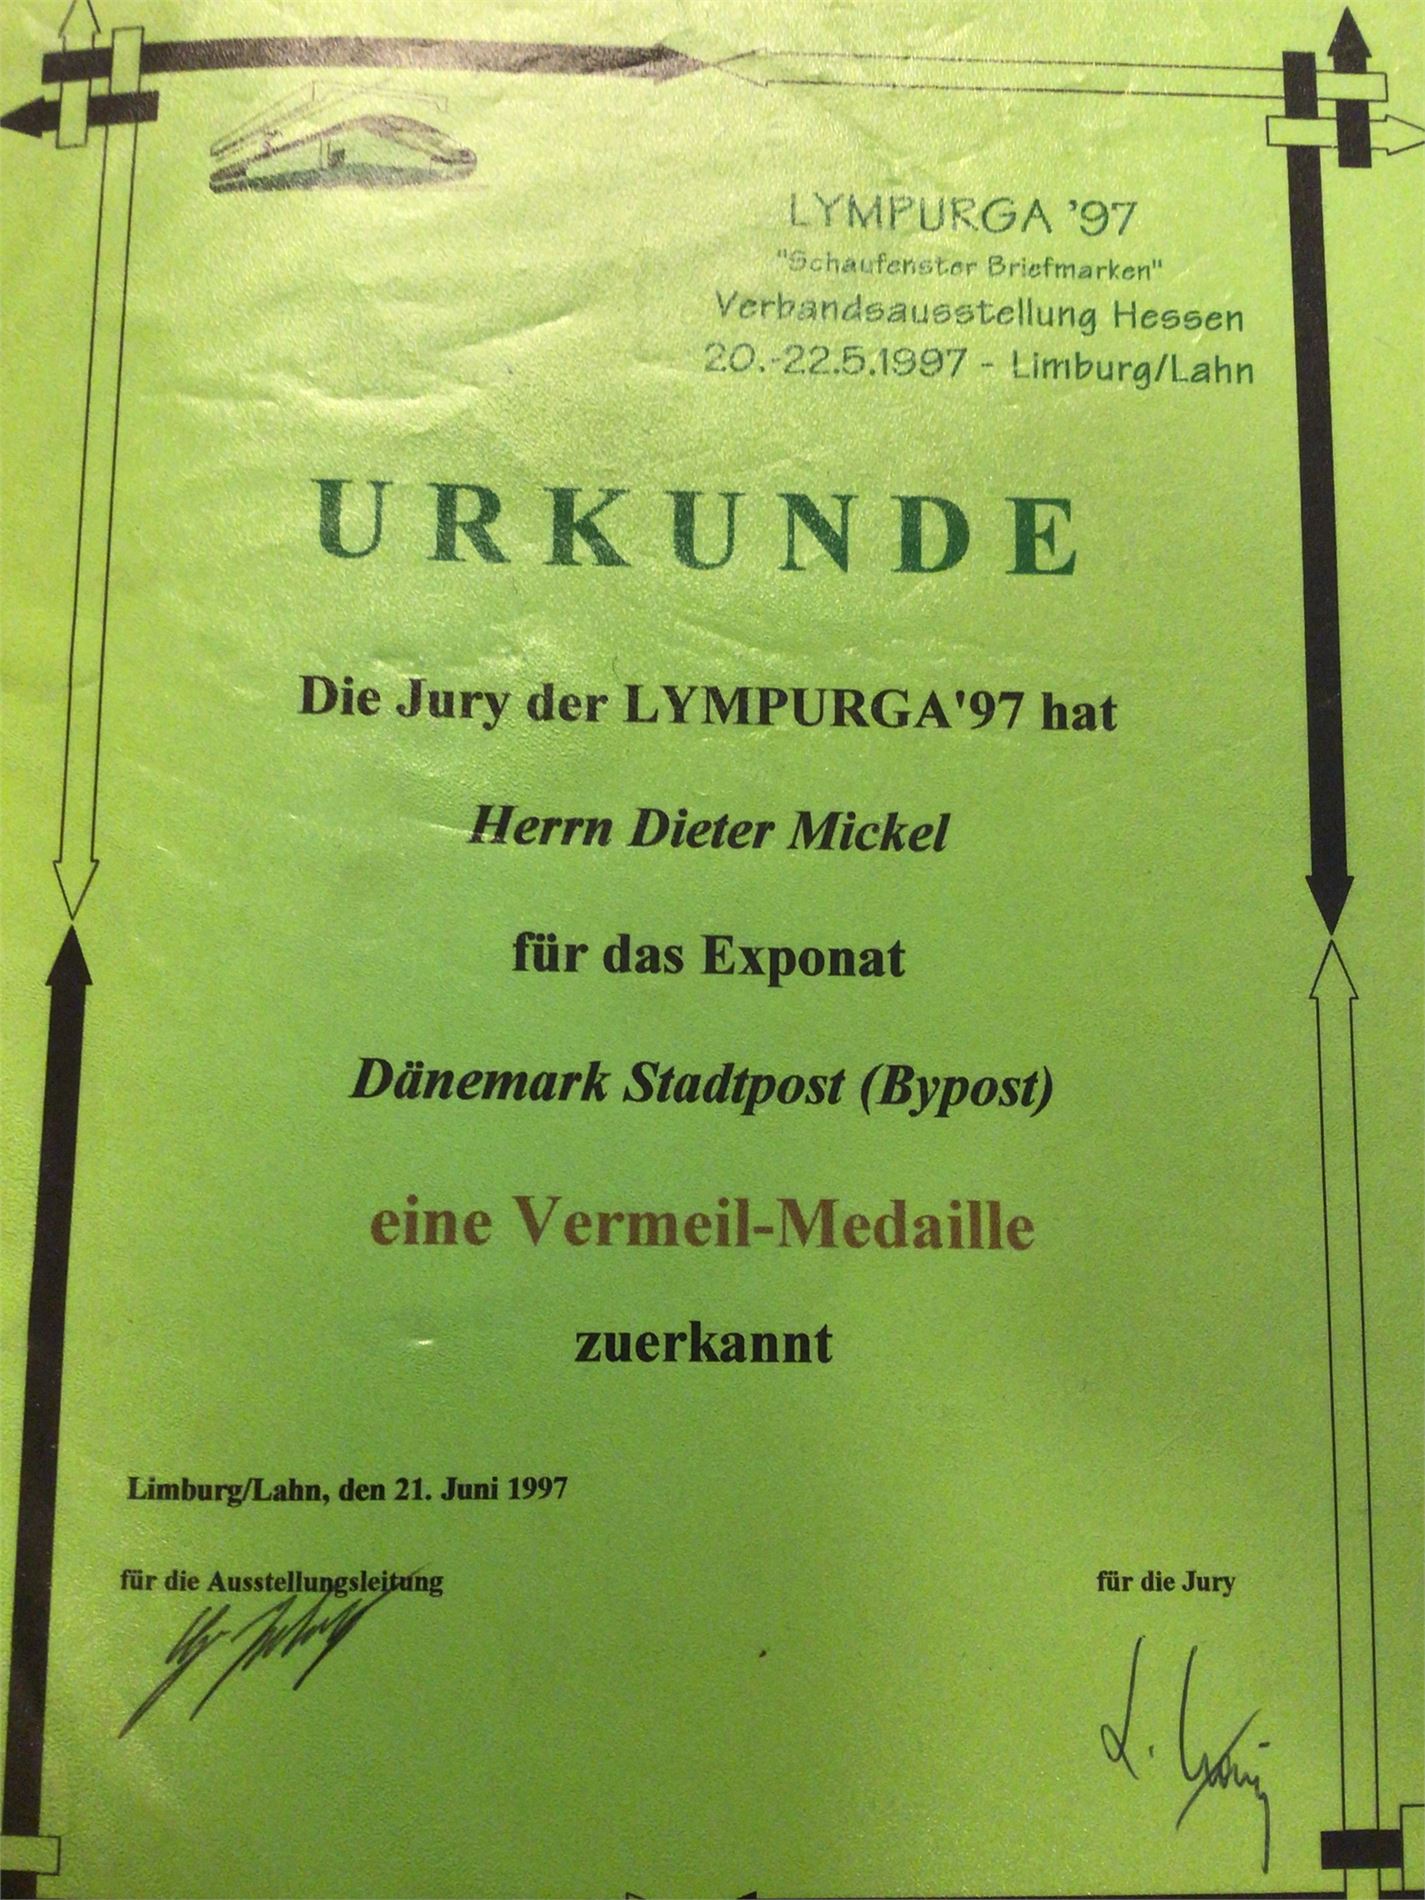 LYMPURGA '97
"Schaufenster Briefmarken"
Verbandsausstellung Hessen
20.-22.5.1997 - Limburg/Lahn
URKUNDE
Die Jury der LYMPURGA'97 hat
Herrn Dieter Mickel
für das Exponat
Dänemark Stadtpost (Bypost)
eine Vermeil-Medaille
zuerkannt
Limburg/Lahn, den 21. Juni 1997
für die Ausstellungsleitung
für die Jury